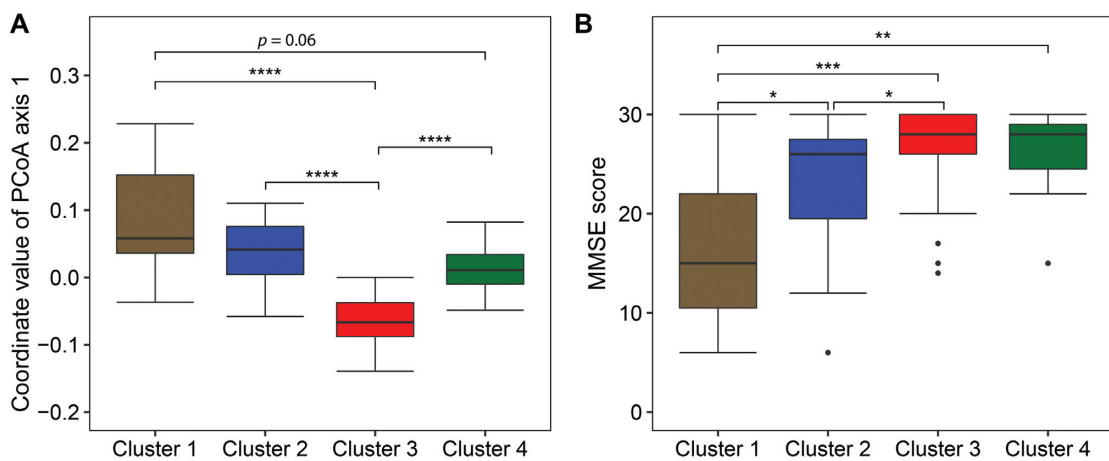 A
Coordinate value of PCoA axis 1
0.3
0.2
0.1
0.0
−0.1
−0.2
p = 0.06
****
****
****
Cluster 1 Cluster 2 Cluster 3 Cluster 4
B
MMSE score
30
20
10
0
**
***
* *
Cluster 1 Cluster 2 Cluster 3 Cluster 4